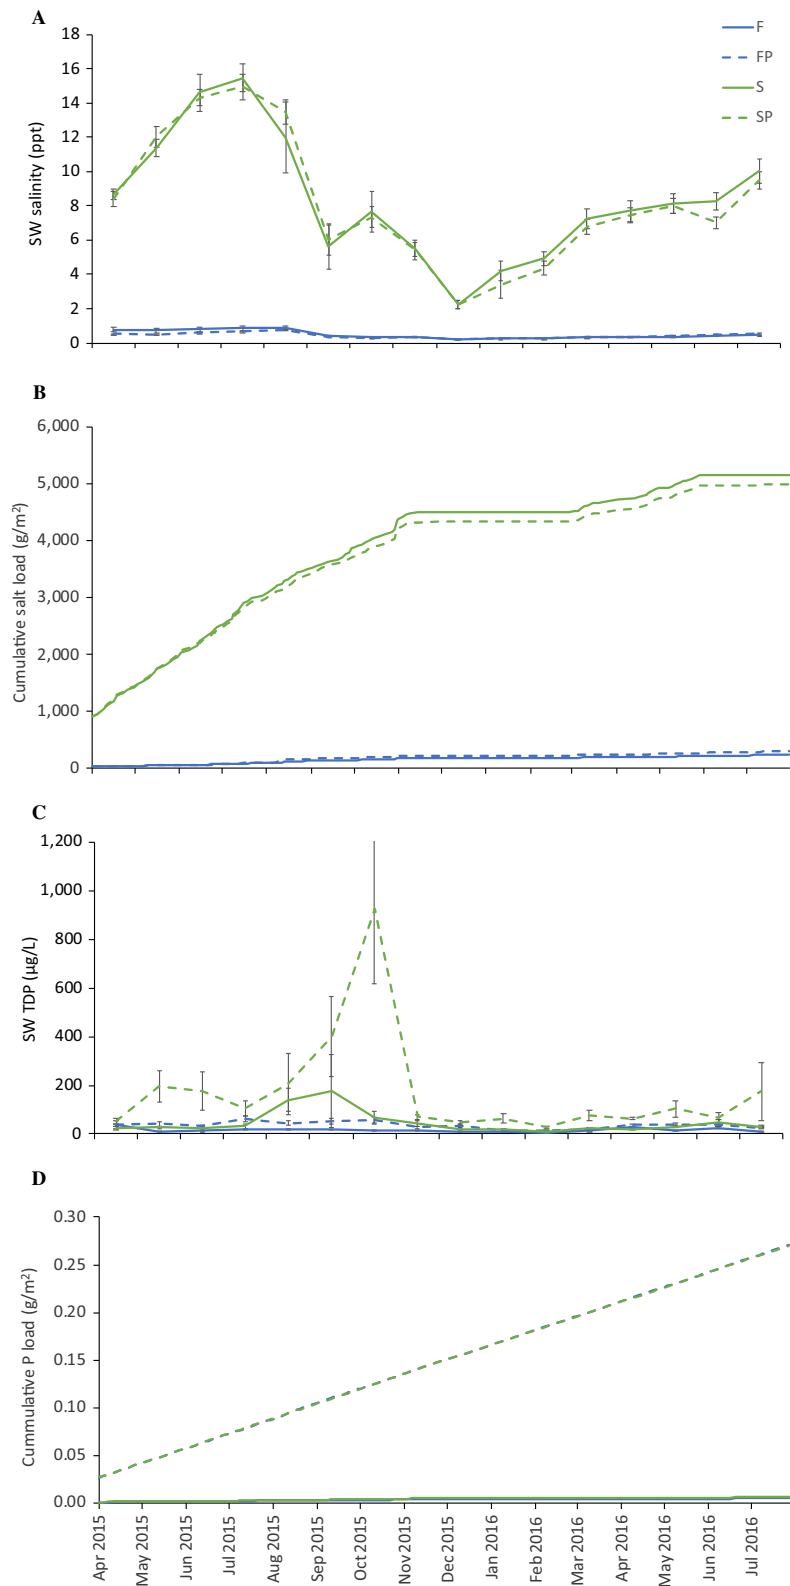 A
18
16
14
12
10
8
6
4
2
0
SW salinity (ppt)
F
FP
S
SP
B
6,000
5,000
4,000
3,000
2,000
1,000
0
Cumulative salt load (g/m²)
C
1,200
1,000
800
600
400
200
0
SW TDP (µg/L)
D
0.30
0.25
0.20
0.15
0.10
0.05
0.00
Cummulative P load (g/m²)
Apr 2015
May 2015
Jun 2015
Jul 2015
Aug 2015
Sep 2015
Oct 2015
Nov 2015
Dec 2015
Jan 2016
Feb 2016
Mar 2016
Apr 2016
May 2016
Jun 2016
Jul 2016